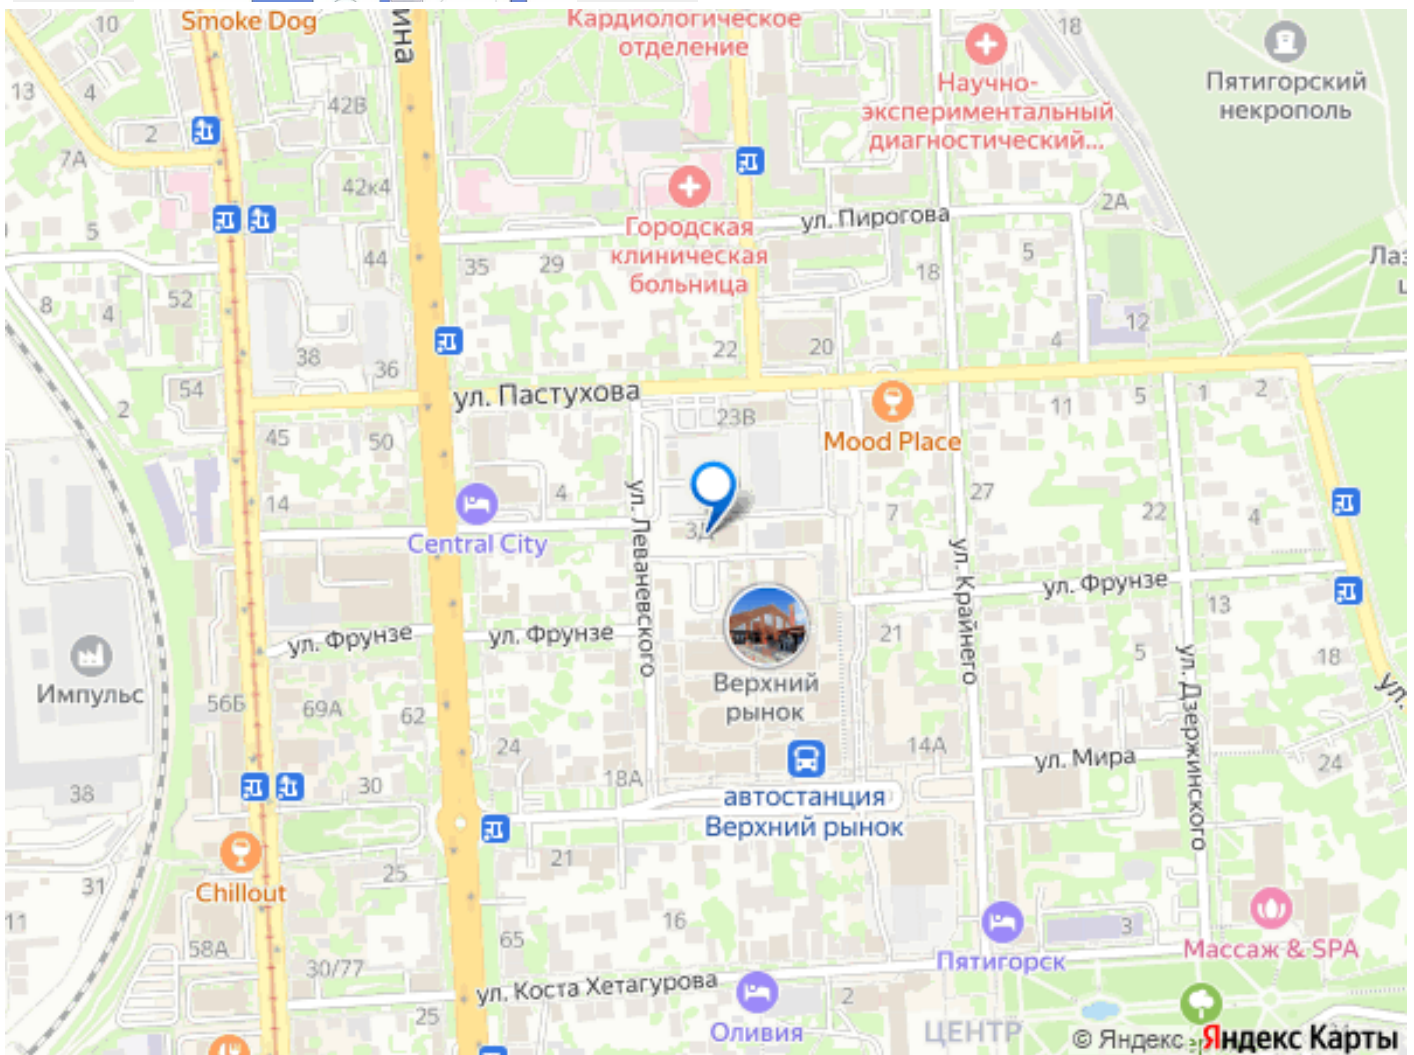 10
Smoke Dog
ина
Кардиологическое
отделение
18
Научно-
экспериментальный
диагностический...
Пятигорский
некрополь
13
4
42В
2
7А
42к4
5
Городская
клиническая
больница
ул. Пирогова
2А
44
35
29
18
5
Лаз
ц
8
4
52
12
38
36
22
20
4
54
2
ул. Пастухова
23В
Mood Place
11
5
1
2
45
50
14
4
Central City
ул. Леваневского
3/
7
27
22
4
ул. Крайнего
ул. Фрунзе
13
ул. Фрунзе
ул. Фрунзе
21
5
18
Импульс
Верхний
рынок
ул. Дзержинского
ул.
56Б
69А
62
24
14А
ул. Мира
24
38
30
18А
автостанция
Верхний рынок
Chillout
21
25
31
11
58А
65
16
3
Пятигорск
Массаж & SPA
30/77
ул. Коста Хетагурова
25
Оливия
2
ЦЕНТР
© Яндекс
Яндекс Карты